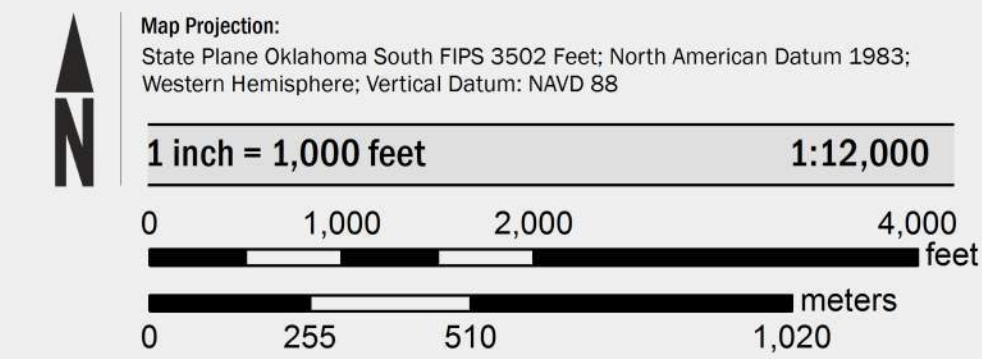 Map Projection:
State Plane Oklahoma South FIPS 3502 Feet; North American Datum 1983;
Western Hemisphere; Vertical Datum: NAVD 88
N
1 inch = 1,000 feet 1:12,000
0 1,000 2,000 4,000
feet
meters
0 255 510 1,020